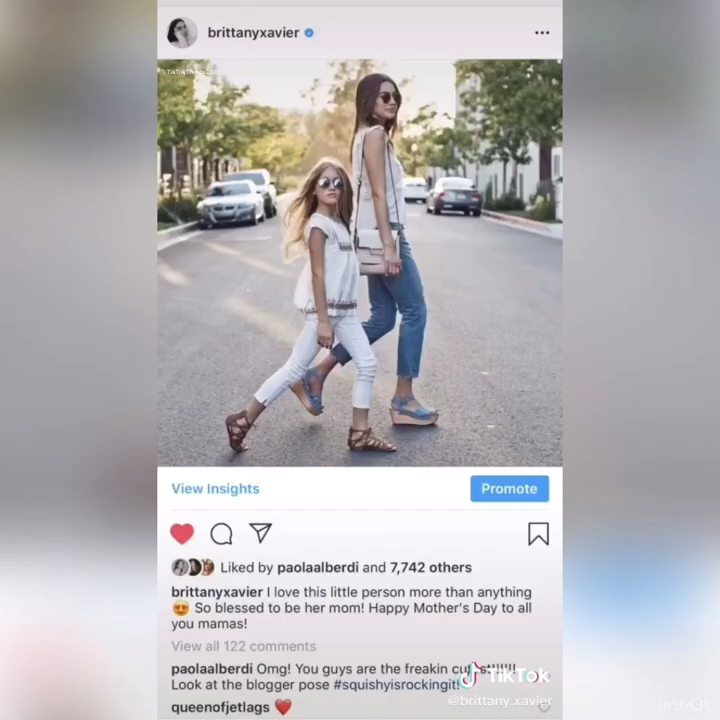 brittanyxavier
View Insights
Promote
Liked by paolaalberdi and 7,742 others
brittanyxavier I love this little person more than anything
😍 So blessed to be her mom! Happy Mother's Day to all
you mamas!
View all 122 comments
paolaalberdi Omg! You guys are the freakin
Look at the blogger pose #squishyisrockingit!
queenofjetlags ❤️
TikTok
@brittany.xavier
InShot